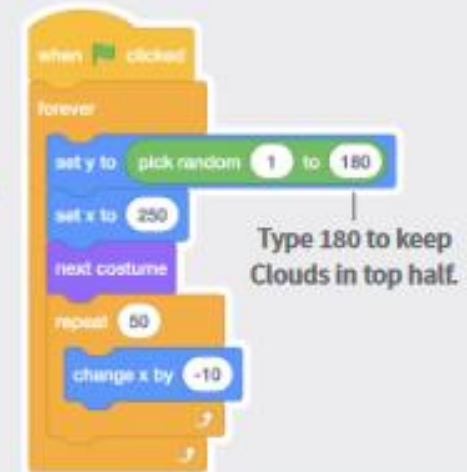 when clicked
forever
set y to pick random 1 to 180
set x to 250
next costume
repeat 50
change x by -10
Type 180 to keep
Clouds in top half.